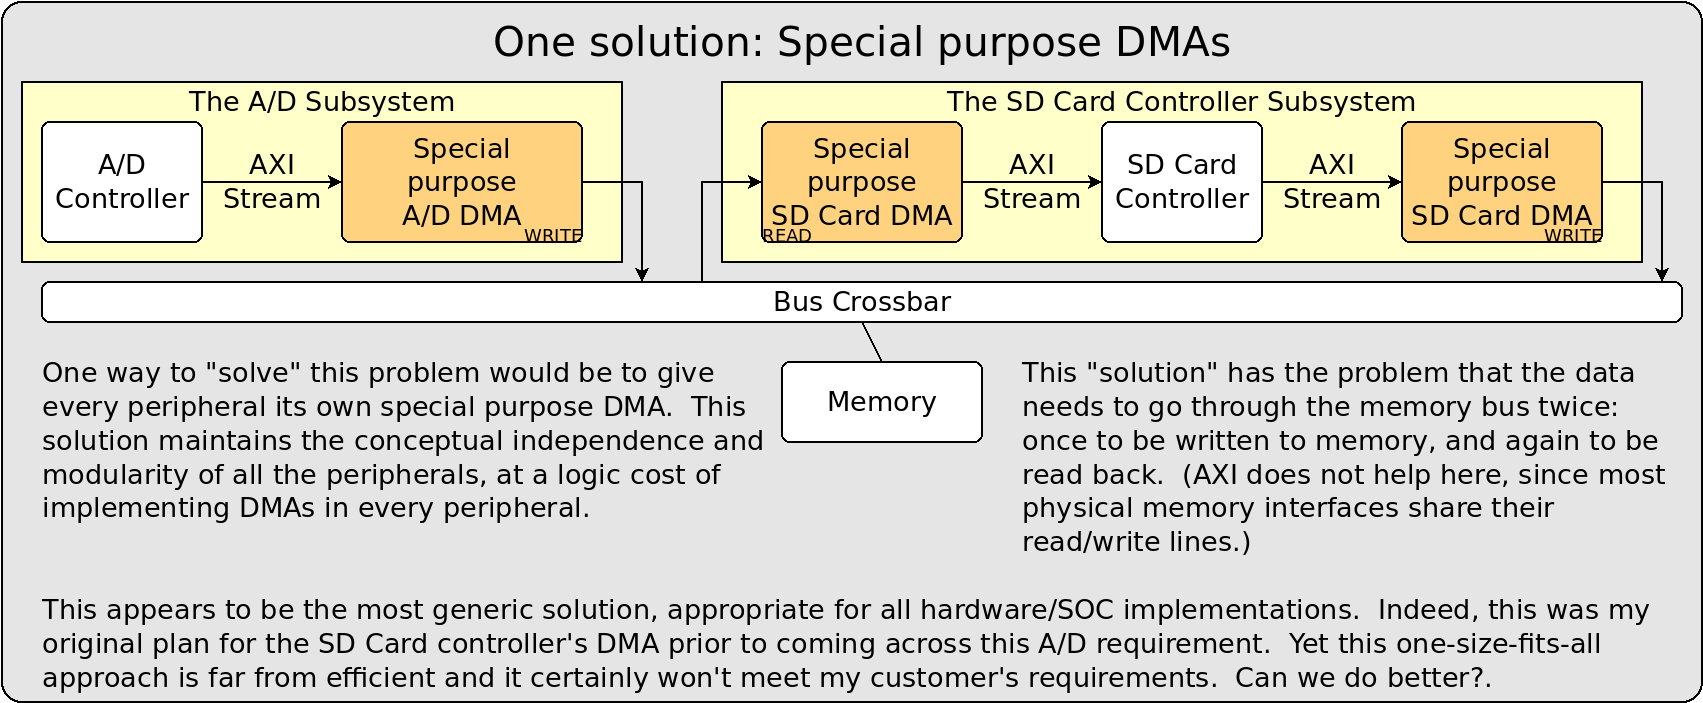 One solution: Special purpose DMAs
The A/D Subsystem
A/D
Controller
AXI
Stream
Special
purpose
A/D DMA
WRITE
The SD Card Controller Subsystem
Special
purpose
SD Card DMA
READ
AXI
Stream
SD Card
Controller
AXI
Stream
Special
purpose
SD Card DMA
WRITE
Bus Crossbar
Memory
One way to "solve" this problem would be to give
every peripheral its own special purpose DMA.  This
solution maintains the conceptual independence and
modularity of all the peripherals, at a logic cost of
implementing DMAs in every peripheral.
This "solution" has the problem that the data
needs to go through the memory bus twice:
once to be written to memory, and again to be
read back.  (AXI does not help here, since most
physical memory interfaces share their
read/write lines.)
This appears to be the most generic solution, appropriate for all hardware/SOC implementations.  Indeed, this was my
original plan for the SD Card controller's DMA prior to coming across this A/D requirement.  Yet this one-size-fits-all
approach is far from efficient and it certainly won't meet my customer's requirements.  Can we do better?.